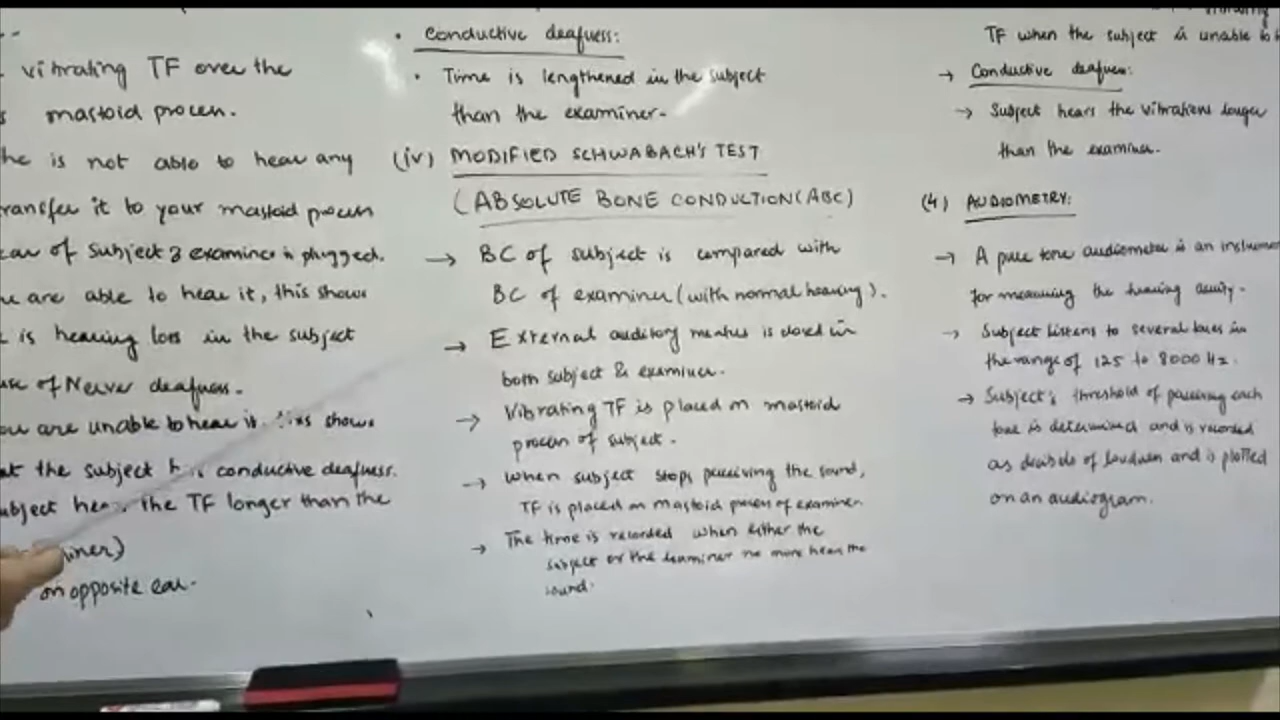 vibrating TF over the
mastoid process.
he is not able to hear any
transfer it to your mastoid process
ear of subject & examiner is plugged.
are able to hear it, this shows
is hearing loss in the subject
of Nerve deafness.
you are unable to hear it. this shows
at the subject has conductive deafness.
subject hears the TF longer than the
on opposite ear.
• Conductive deafness:
• Time is lengthened in the subject
than the examiner.
(iv) MODIFIED SCHWABACH'S TEST
(ABSOLUTE BONE CONDUCTION (ABC)
→ BC of subject is compared with
BC of examiner (with normal hearing).
→ External auditory meatus is closed in
both subject & examiner.
→ Vibrating TF is placed on mastoid
process of subject.
→ When subject stops perceiving the sound,
TF is placed on mastoid process of examiner.
→ The time is recorded when either the
subject or the examiner no more hears the
sound.
TF when the subject is unable to
→ Conductive deafness:
→ Subject hears the vibrations longer
than the examiner.
(4) AUDIOMETRY:
→ A pure tone audiometer is an instrument
for measuring the hearing acuity.
→ Subject listens to several tones in
the range of 125 to 8000 Hz.
→ Subject's threshold of perceiving each
tone is determined and is recorded
as decibels of loudness and is plotted
on an audiogram.